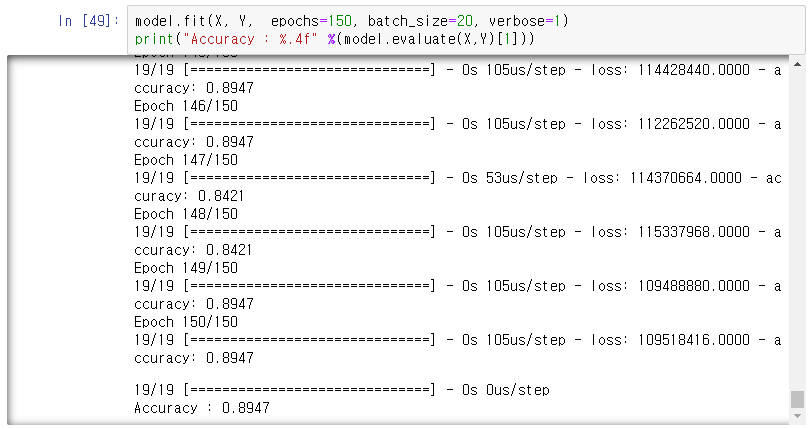 In [49]: model.fit(X, Y,  epochs=150, batch_size=20, verbose=1)
print("Accuracy : %.4f" %(model.evaluate(X,Y)[1]))
19/19 [==============================] - 0s 105us/step - loss: 114428440.0000 - a
ccuracy: 0.8947
Epoch 146/150
19/19 [==============================] - 0s 105us/step - loss: 112262520.0000 - a
ccuracy: 0.8947
Epoch 147/150
19/19 [==============================] - 0s 53us/step - loss: 114370664.0000 - ac
curacy: 0.8421
Epoch 148/150
19/19 [==============================] - 0s 105us/step - loss: 115337968.0000 - a
ccuracy: 0.8421
Epoch 149/150
19/19 [==============================] - 0s 105us/step - loss: 109488880.0000 - a
ccuracy: 0.8947
Epoch 150/150
19/19 [==============================] - 0s 105us/step - loss: 109518416.0000 - a
ccuracy: 0.8947
19/19 [==============================] - 0s 0us/step
Accuracy : 0.8947